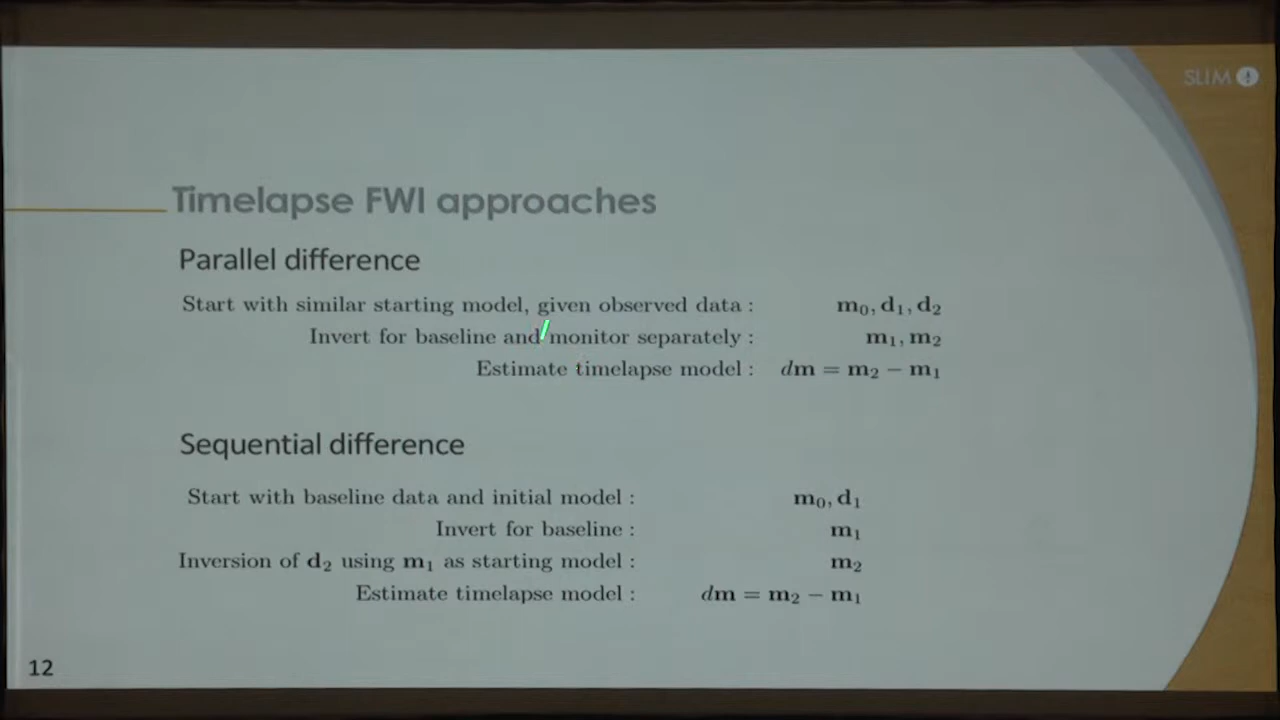 SLIM
Timelapse FWI approaches
Parallel difference
Start with similar starting model, given observed data : m₀, d₁, d₂
Invert for baseline and monitor separately : m₁, m₂
Estimate timelapse model : dm = m₂ − m₁
Sequential difference
Start with baseline data and initial model : m₀, d₁
Invert for baseline : m₁
Inversion of d₂ using m₁ as starting model : m₂
Estimate timelapse model : dm = m₂ − m₁
12